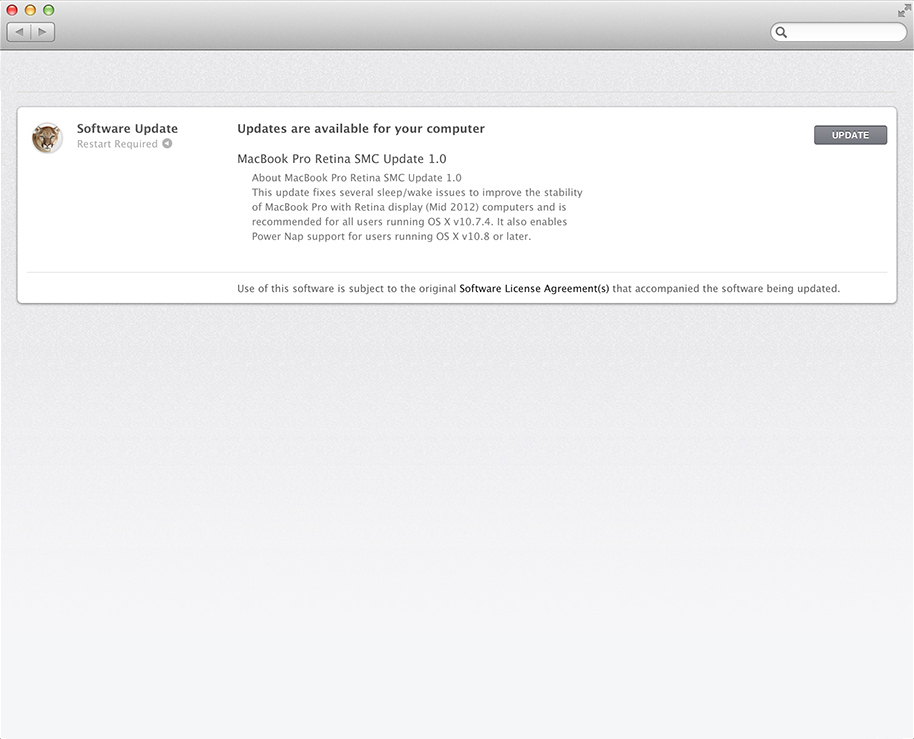 Software Update
Restart Required
Updates are available for your computer
UPDATE
MacBook Pro Retina SMC Update 1.0
About MacBook Pro Retina SMC Update 1.0
This update fixes several sleep/wake issues to improve the stability
of MacBook Pro with Retina display (Mid 2012) computers and is
recommended for all users running OS X v10.7.4. It also enables
Power Nap support for users running OS X v10.8 or later.
Use of this software is subject to the original Software License Agreement(s) that accompanied the software being updated.